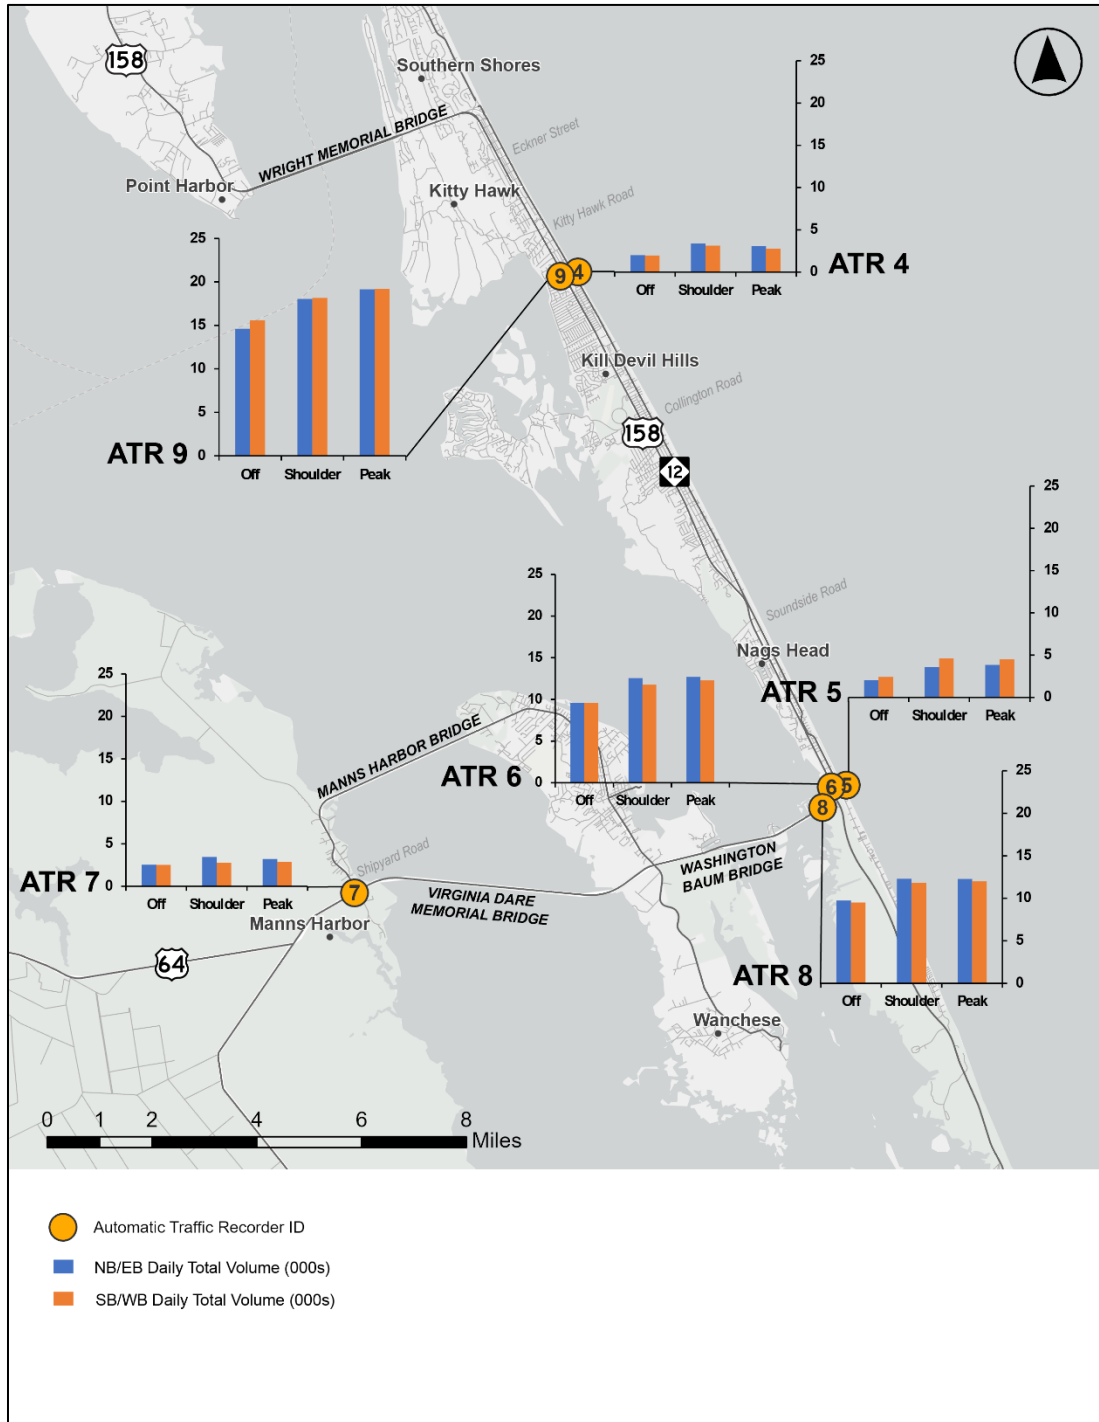 158
Southern Shores
WRIGHT MEMORIAL BRIDGE
Eckner Street
Point Harbor
Kitty Hawk
Kitty Hawk Road
25
20
15
10
5
0
Off Shoulder Peak
ATR 4
9
4
25
20
15
10
5
0
Off Shoulder Peak
ATR 9
Kill Devil Hills
Collington Road
158
12
25
20
15
10
5
0
Off Shoulder Peak
ATR 5
Soundside Road
Nags Head
25
20
15
10
5
0
Off Shoulder Peak
ATR 6
MANNS HARBOR BRIDGE
25
20
15
10
5
0
Off Shoulder Peak
ATR 7
6
5
8
Shipyard Road
7
VIRGINIA DARE
MEMORIAL BRIDGE
WASHINGTON
BAUM BRIDGE
Manns Harbor
64
25
20
15
10
5
0
Off Shoulder Peak
ATR 8
Wanchese
0 1 2 4 6 8
Miles
Automatic Traffic Recorder ID
NB/EB Daily Total Volume (000s)
SB/WB Daily Total Volume (000s)